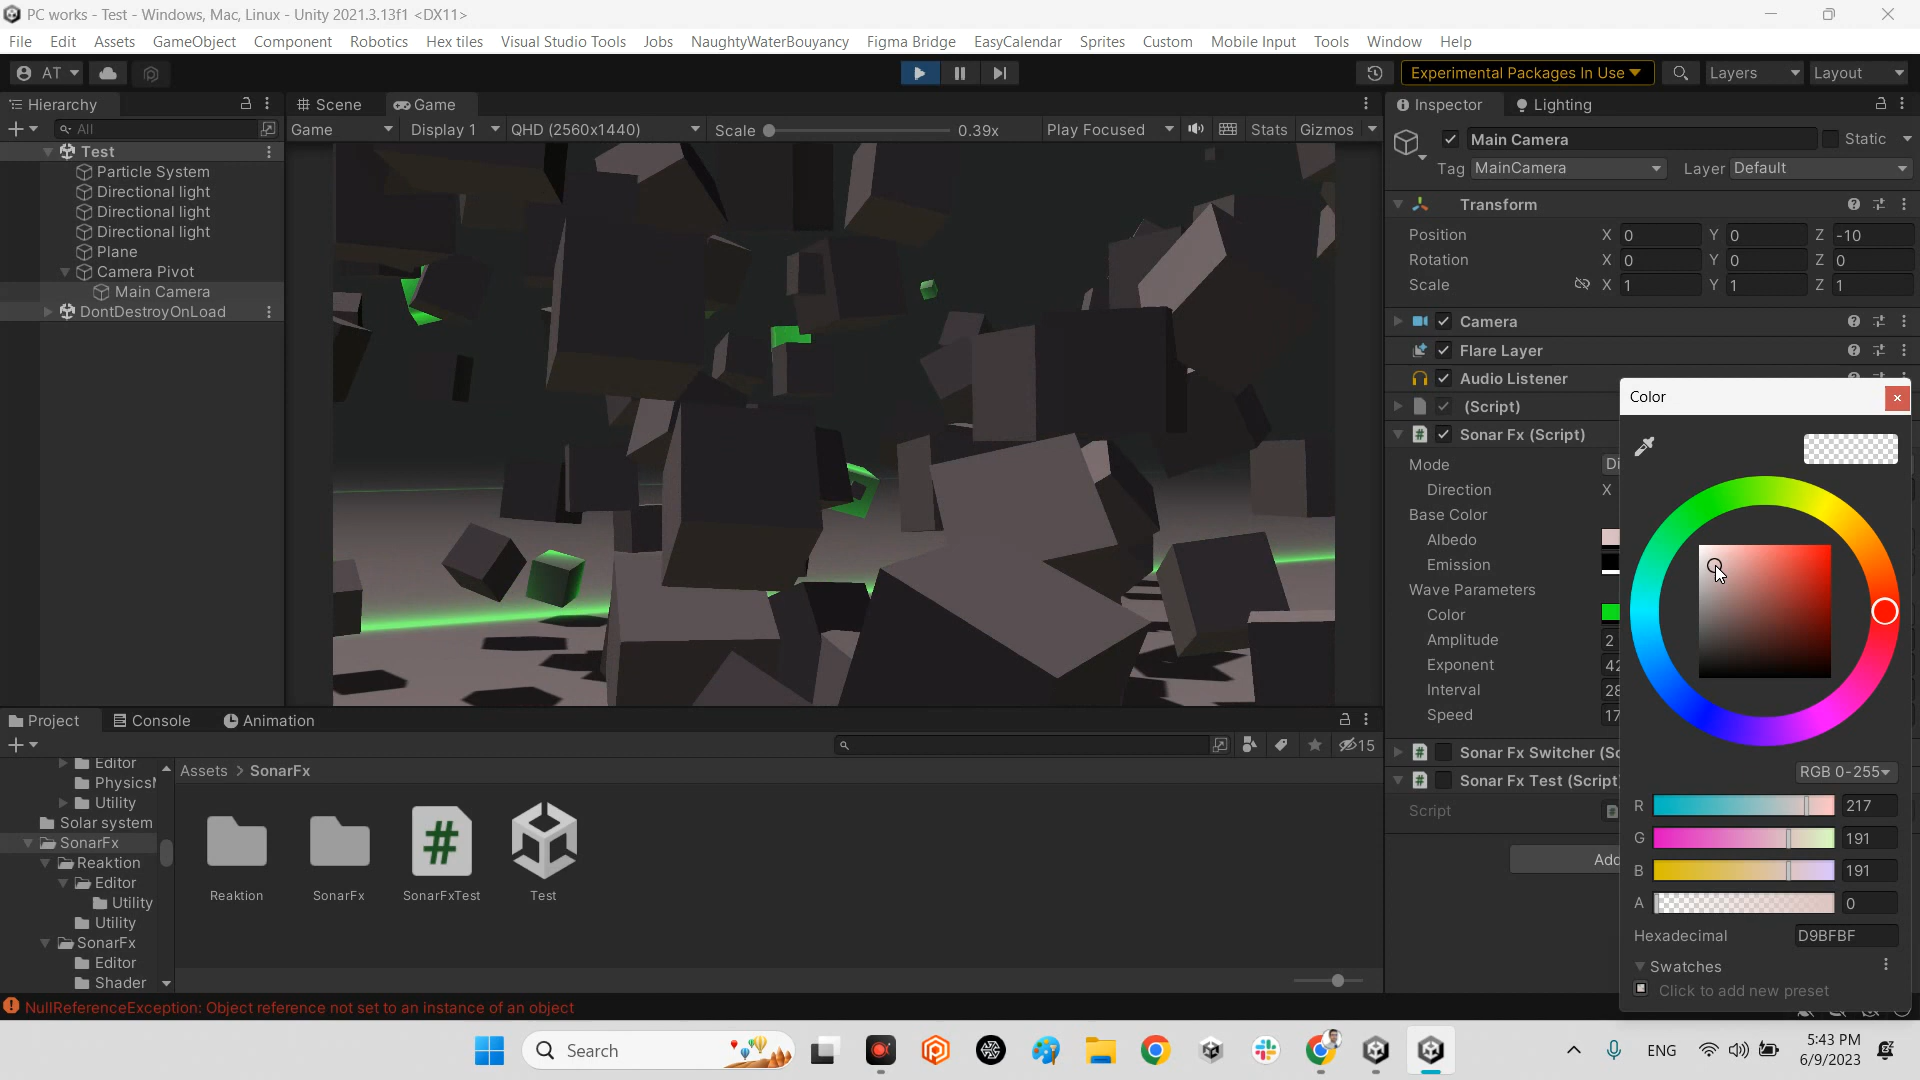 PC works - Test - Windows, Mac, Linux - Unity 2021.3.13f1 <DX11>
File Edit Assets GameObject Component Robotics Hex tiles Visual Studio Tools Jobs NaughtyWaterBouyancy Figma Bridge EasyCalendar Sprites Custom Mobile Input Tools Window Help
AT Experimental Packages In Use Layers Layout
Hierarchy Scene Game Inspector Lighting
All Game Display 1 QHD (2560x1440) Scale 0.39x Play Focused Stats Gizmos
Main Camera Static
Tag MainCamera Layer Default
Test
Particle System
Directional light
Directional light
Directional light
Plane
Camera Pivot
Main Camera
DontDestroyOnLoad
Transform
Position X 0 Y 0 Z -10
Rotation X 0 Y 0 Z 0
Scale X 1 Y 1 Z 1
Camera
Flare Layer
Audio Listener
(Script)
Sonar Fx (Script)
Mode
Direction X
Base Color
Albedo
Emission
Wave Parameters
Color
Amplitude 2
Exponent 42
Interval 28
Speed 17
Sonar Fx Switcher
Sonar Fx Test (Script
Script
Color
RGB 0-255
R 217
G 191
B 191
A 0
Hexadecimal D9BFBF
Swatches
Click to add new preset
Project Console Animation
15
Editor
Utility
Solar system
SonarFx
Reaktion
Editor
Utility
Utility
SonarFx
Editor
Shader
Assets > SonarFx
Reaktion SonarFx SonarFxTest Test
NullReferenceException: Object reference not set to an instance of an object
Search
ENG
5:43 PM
6/9/2023